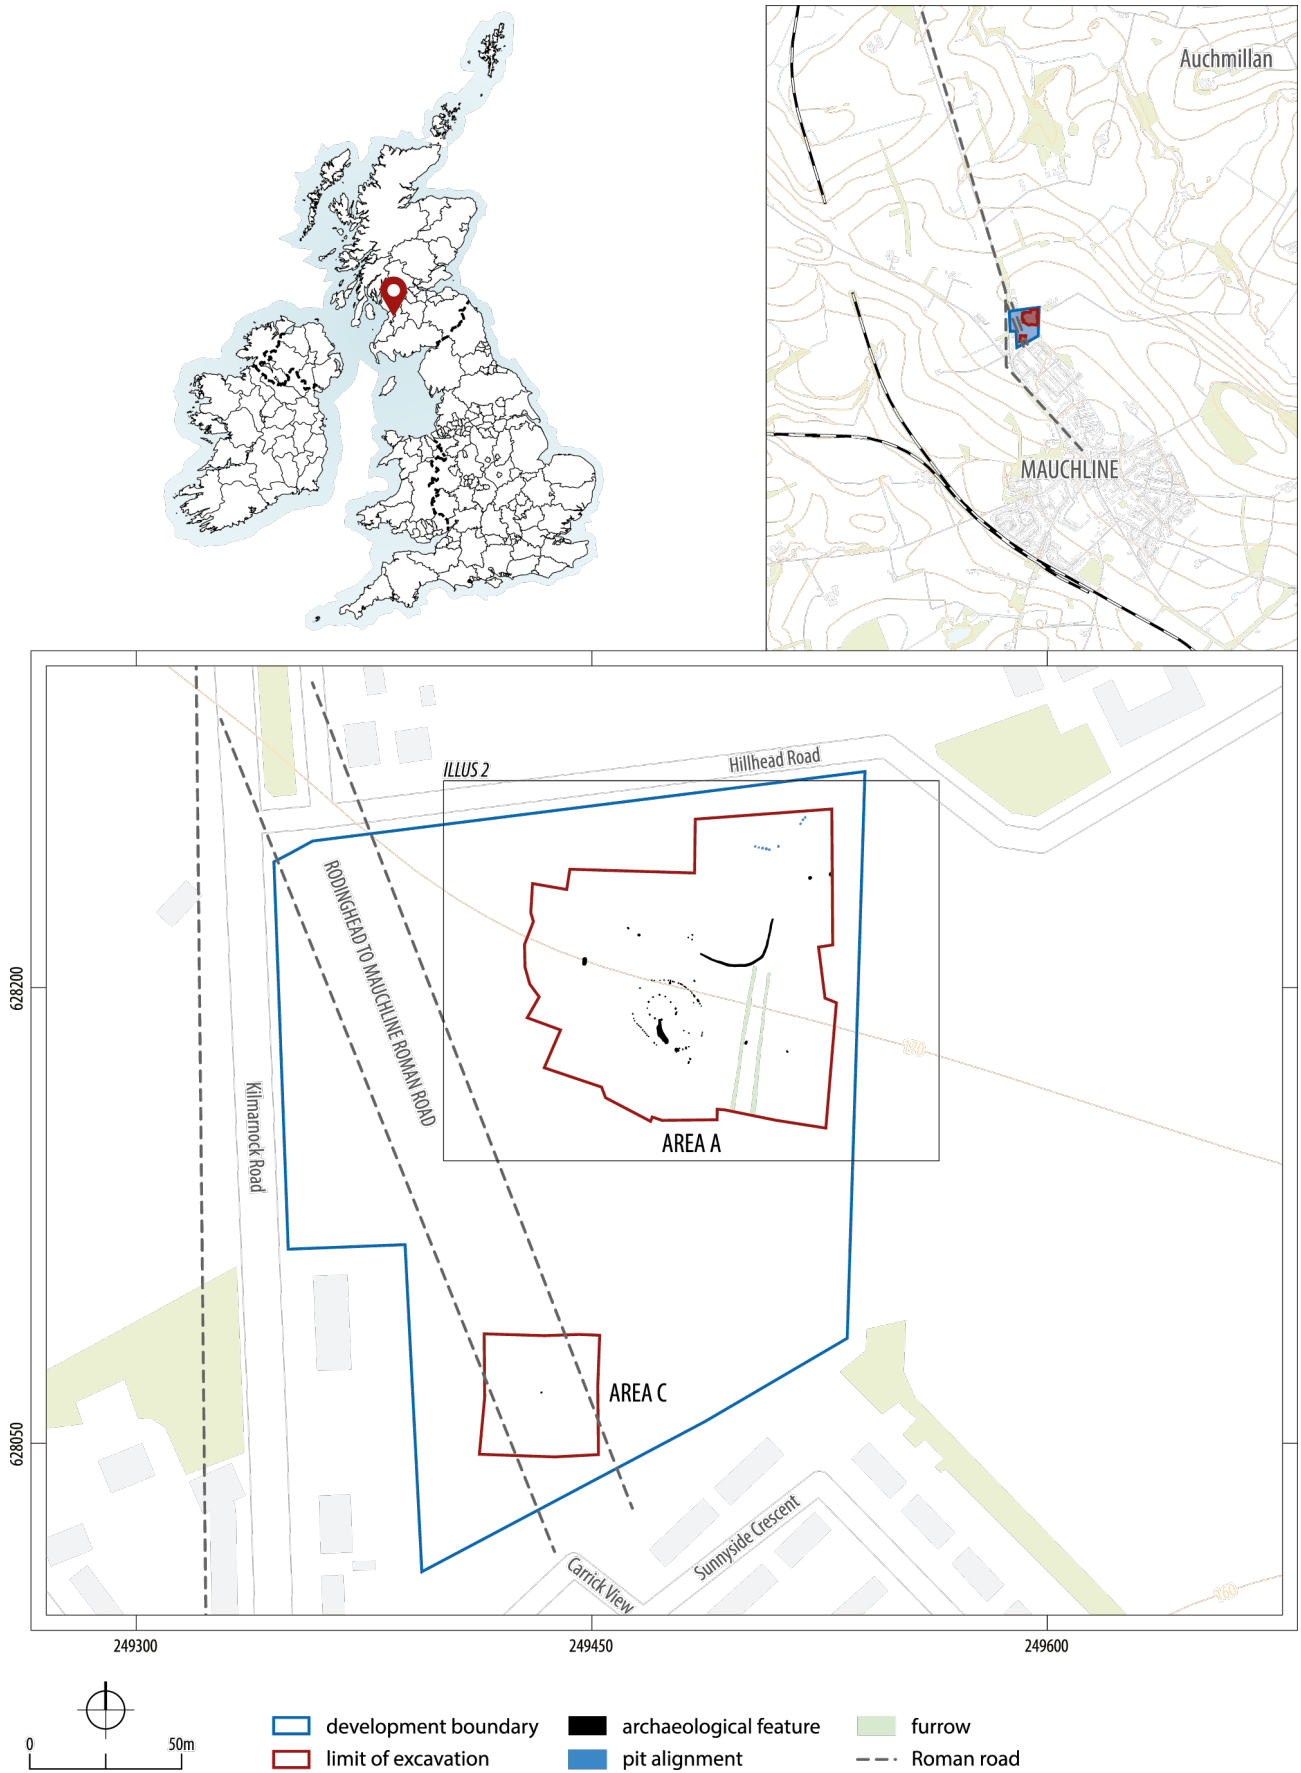 Auchmillan
MAUCHLINE
ILLUS 2
Hillhead Road
RODINGHEAD TO MAUCHLINE ROMAN ROAD
628200
170
Kilmarnock Road
AREA A
AREA C
628050
Sunnyside Crescent
Carrick View
160
249300
249450
249600
0
50m
development boundary
archaeological feature
furrow
limit of excavation
pit alignment
Roman road